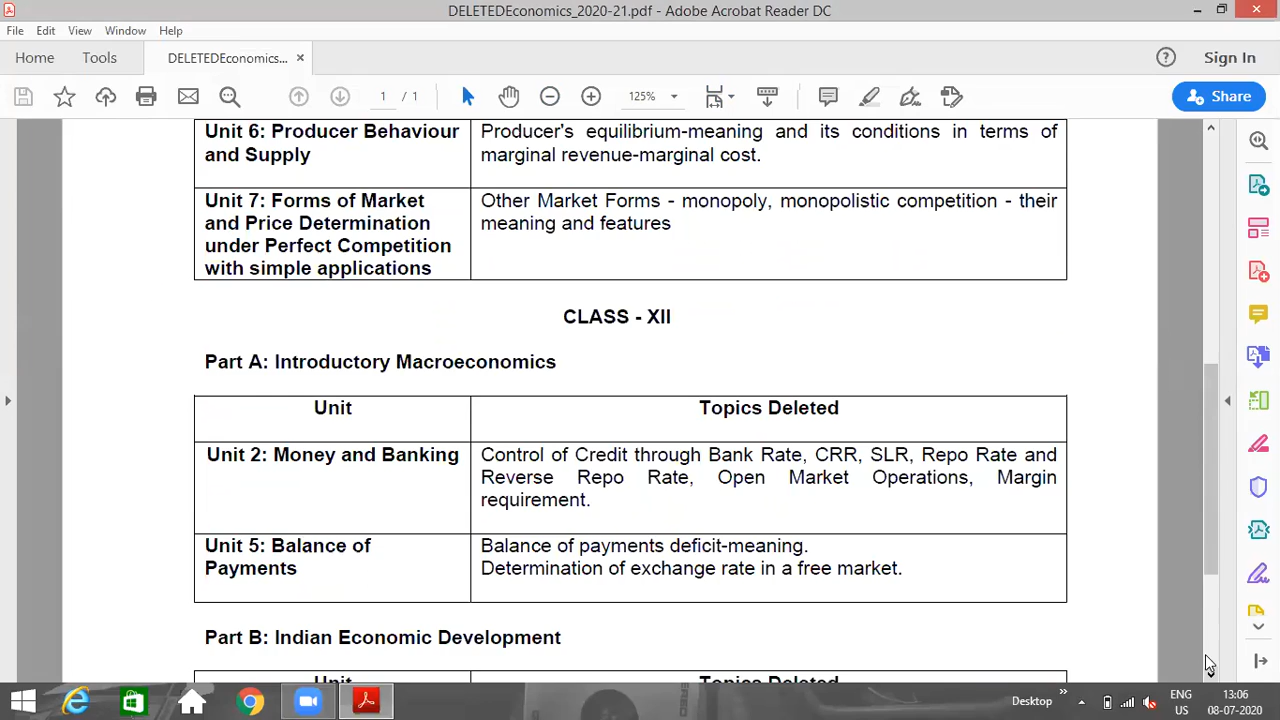 DELETEDEconomics_2020-21.pdf - Adobe Acrobat Reader DC
File Edit View Window Help
Home Tools DELETEDEconomics... ×
Sign In
1 / 1 125% Share
Unit 6: Producer Behaviour
and Supply
Producer's equilibrium-meaning and its conditions in terms of
marginal revenue-marginal cost.
Unit 7: Forms of Market
and Price Determination
under Perfect Competition
with simple applications
Other Market Forms - monopoly, monopolistic competition - their
meaning and features
CLASS - XII
Part A: Introductory Macroeconomics
Unit Topics Deleted
Unit 2: Money and Banking
Control of Credit through Bank Rate, CRR, SLR, Repo Rate and
Reverse Repo Rate, Open Market Operations, Margin
requirement.
Unit 5: Balance of
Payments
Balance of payments deficit-meaning.
Determination of exchange rate in a free market.
Part B: Indian Economic Development
Unit Topics Deleted
Desktop
ENG
US
13:06
08-07-2020